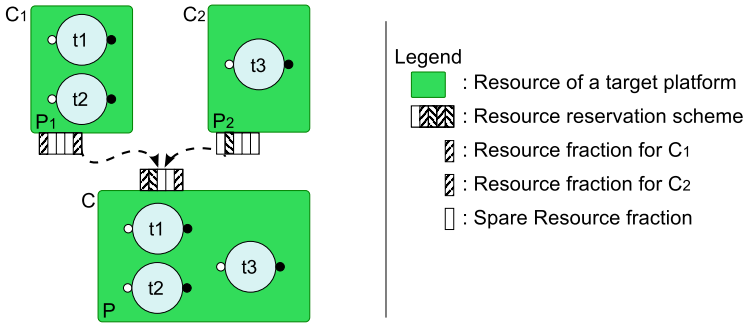 C1
t1
t2
P1
C2
t3
P2
C
t1
t2
t3
P
Legend
: Resource of a target platform
: Resource reservation scheme
: Resource fraction for C1
: Resource fraction for C2
: Spare Resource fraction